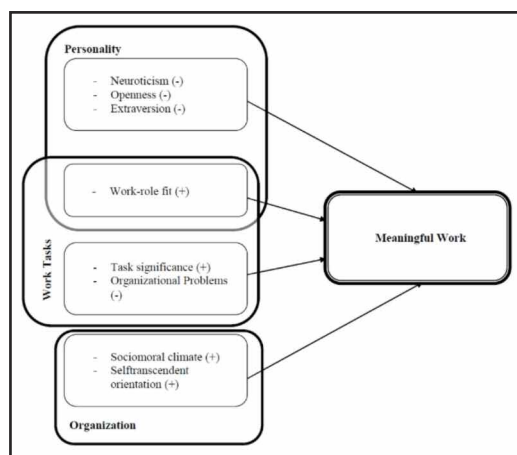 Personality
- Neuroticism (-)
- Openness (-)
- Extraversion (-)
- Work-role fit (+)
Work Tasks
- Task significance (+)
- Organizational Problems
(-)
- Sociomoral climate (+)
- Selftranscendent
orientation (+)
Organization
Meaningful Work